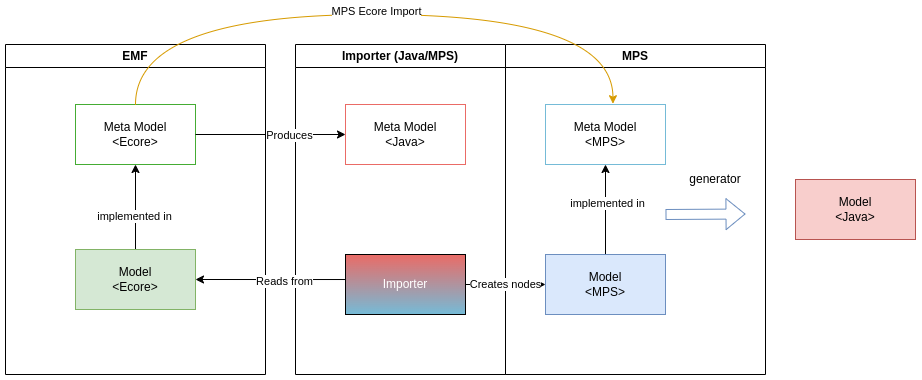 MPS Ecore Import
EMF
Importer (Java/MPS)
MPS
Meta Model
<Ecore>
Produces
Meta Model
<Java>
Meta Model
<MPS>
generator
Model
<Java>
implemented in
implemented in
Model
<Ecore>
Reads from
Importer
Creates nodes
Model
<MPS>